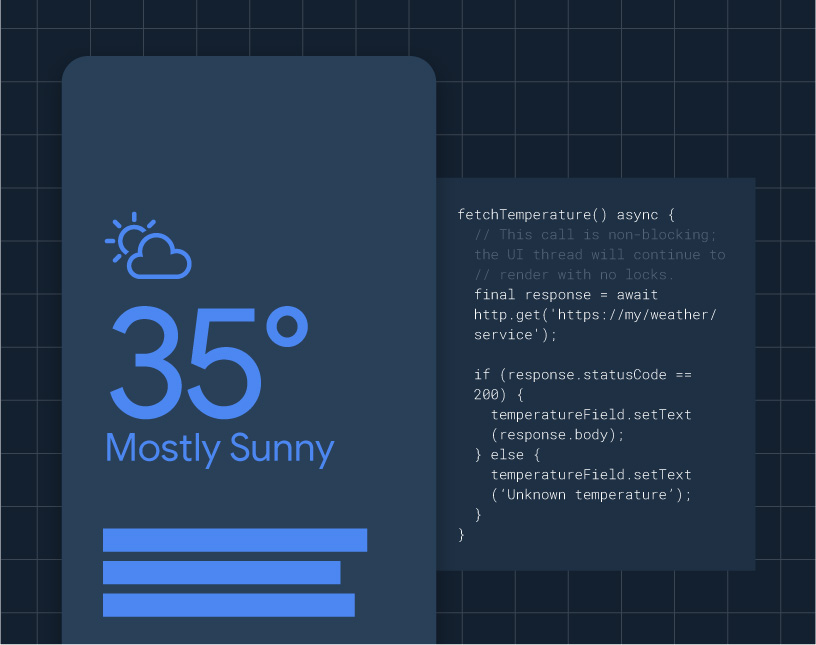 35°
Mostly Sunny
fetchTemperature() async {
// This call is non-blocking;
the UI thread will continue to
// render with no locks.
final response = await
http.get('https://my/weather/
service');
if (response.statusCode ==
200) {
temperatureField.setText
(response.body);
} else {
temperatureField.setText
('Unknown temperature');
}
}